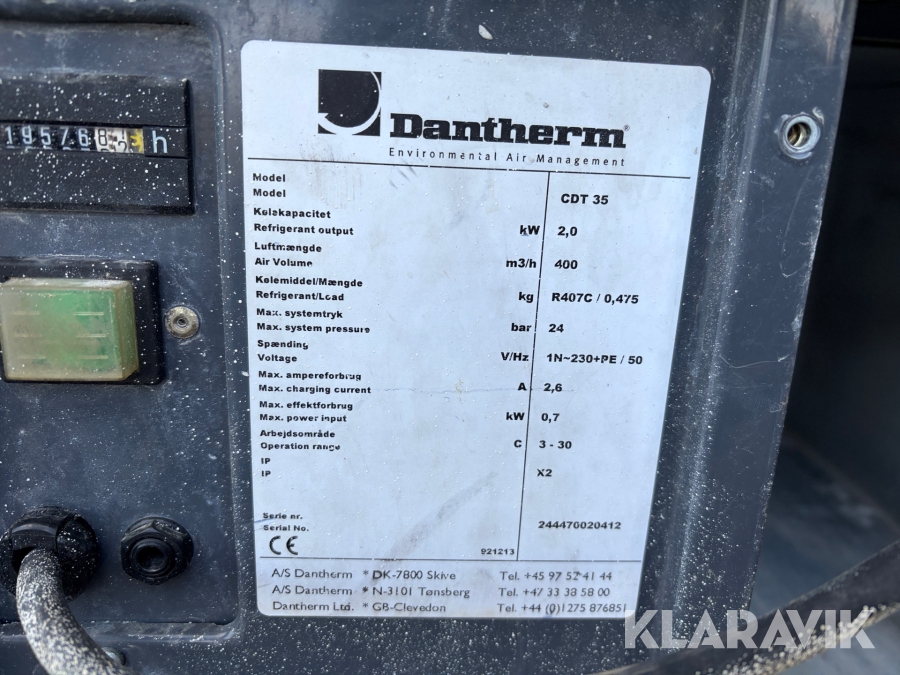 19576 h
Dantherm
Environmental Air Management
Model
Model CDT 35
Kølekapacitet
Refrigerant output kW 2,0
Luftmængde
Air Volume m3/h 400
Kølemiddel/Mængde
Refrigerant/Load kg R407C / 0,475
Max. systemtryk
Max. system pressure bar 24
Spænding
Voltage V/Hz 1N~230+PE / 50
Max. ampereforbrug
Max. charging current A 2,6
Max. effektforbrug
Max. power input kW 0,7
Arbejdsområde
Operation range C 3 - 30
IP
IP X2
Serie nr.
Serial No. 244470020412
CE 921213
A/S Dantherm * DK-7800 Skive Tel. +45 97 52 41 44
A/S Dantherm * N-3101 Tønsberg Tel. +47 33 38 58 00
Dantherm Ltd. * GB-Clevedon Tel. +44 (0)1275 876851
KLARAVIK